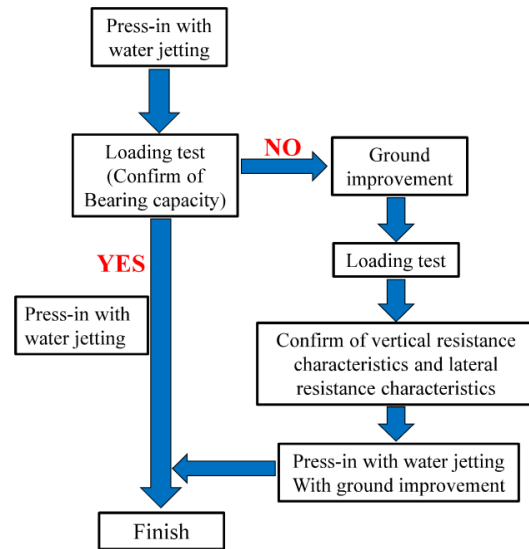 Press-in with
water jetting
Loading test
(Confirm of
Bearing capacity)
NO
Ground
improvement
YES
Loading test
Press-in with
water jetting
Confirm of vertical resistance
characteristics and lateral
resistance characteristics
Press-in with water jetting
With ground improvement
Finish